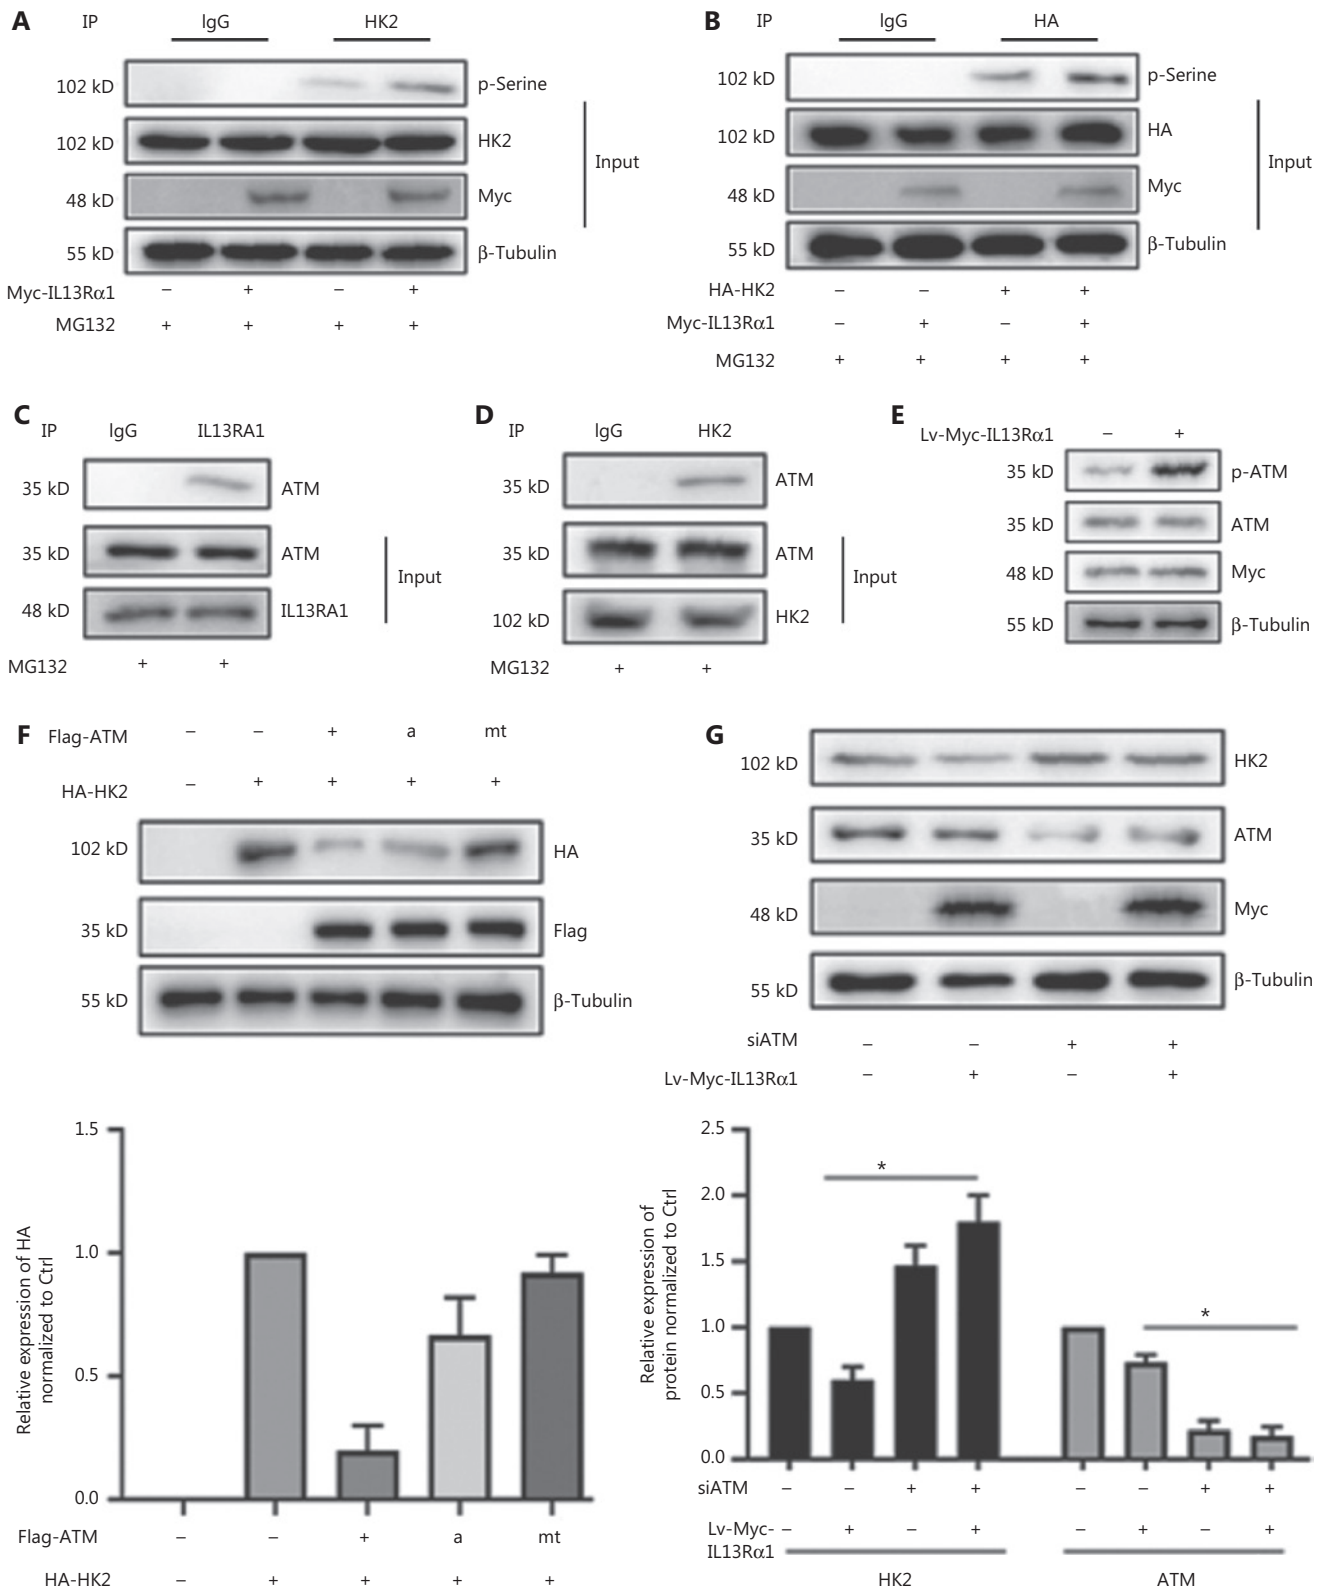 A IP IgG HK2
102 kD p-Serine
102 kD HK2
48 kD Myc
55 kD β-Tubulin
Input
Myc-IL13Rα1 – + – +
MG132 + + + +
B IP IgG HA
102 kD p-Serine
102 kD HA
48 kD Myc
55 kD β-Tubulin
Input
HA-HK2 – – + +
Myc-IL13Rα1 – + – +
MG132 + + + +
C IP IgG IL13RA1
35 kD ATM
35 kD ATM
48 kD IL13RA1
Input
MG132 + +
D IP IgG HK2
35 kD ATM
35 kD ATM
102 kD HK2
Input
MG132 + +
E Lv-Myc-IL13Rα1 – +
35 kD p-ATM
35 kD ATM
48 kD Myc
55 kD β-Tubulin
F Flag-ATM – – + a mt
HA-HK2 – + + + +
102 kD HA
35 kD Flag
55 kD β-Tubulin
Relative expression of HA
normalized to Ctrl
1.5
1.0
0.5
0.0
Flag-ATM – – + a mt
HA-HK2 – + + + +
G
102 kD HK2
35 kD ATM
48 kD Myc
55 kD β-Tubulin
siATM – – + +
Lv-Myc-IL13Rα1 – + – +
Relative expression of
protein normalized to Ctrl
2.5
2.0
1.5
1.0
0.5
0.0
*
*
siATM – – + + – – + +
Lv-Myc- – + – + – + – +
IL13Rα1
HK2 ATM